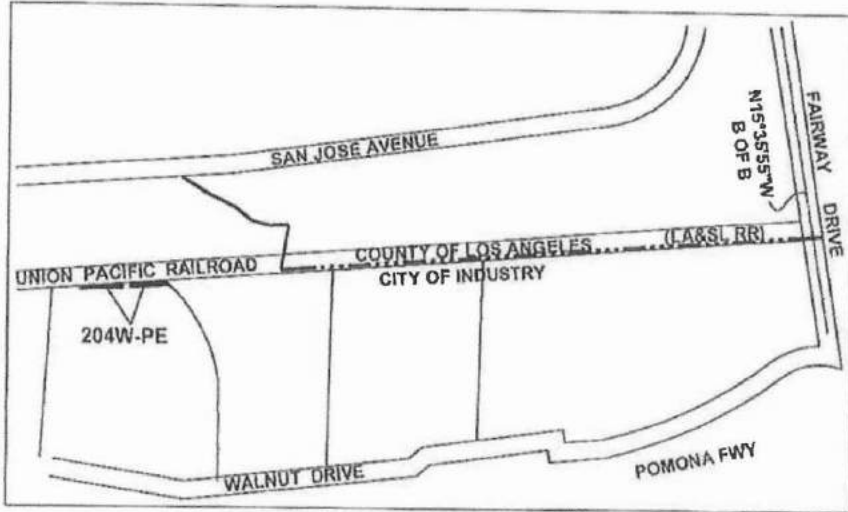 SAN JOSE AVENUE
FAIRWAY DRIVE
N15°35'55"W
B OF B
COUNTY OF LOS ANGELES
(LA&SL RR)
UNION PACIFIC RAILROAD
CITY OF INDUSTRY
204W-PE
WALNUT DRIVE
POMONA FWY